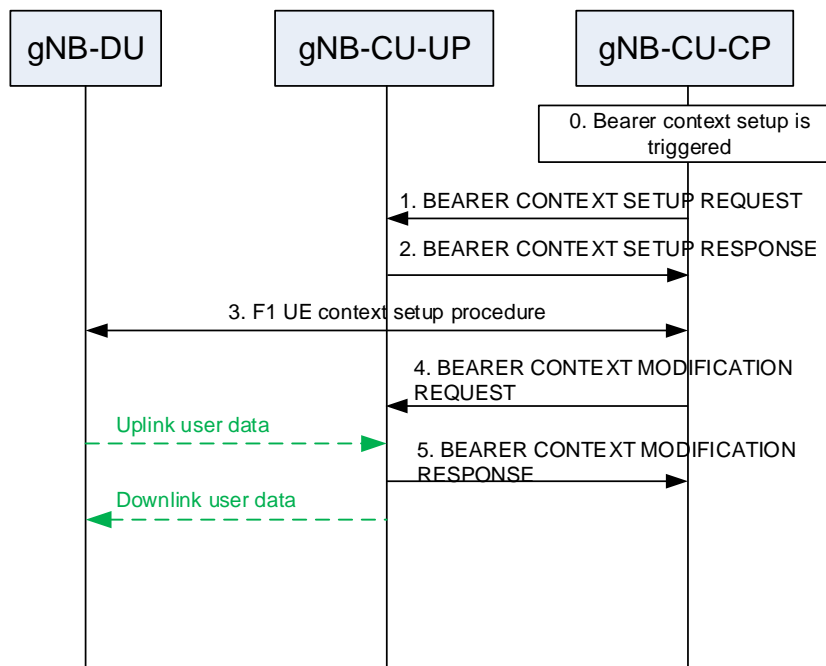 gNB-DU
gNB-CU-UP
gNB-CU-CP
0. Bearer context setup is
triggered
1. BEARER CONTEXT SETUP REQUEST
2. BEARER CONTEXT SETUP RESPONSE
3. F1 UE context setup procedure
4. BEARER CONTEXT MODIFICATION
REQUEST
Uplink user data
5. BEARER CONTEXT MODIFICATION
RESPONSE
Downlink user data